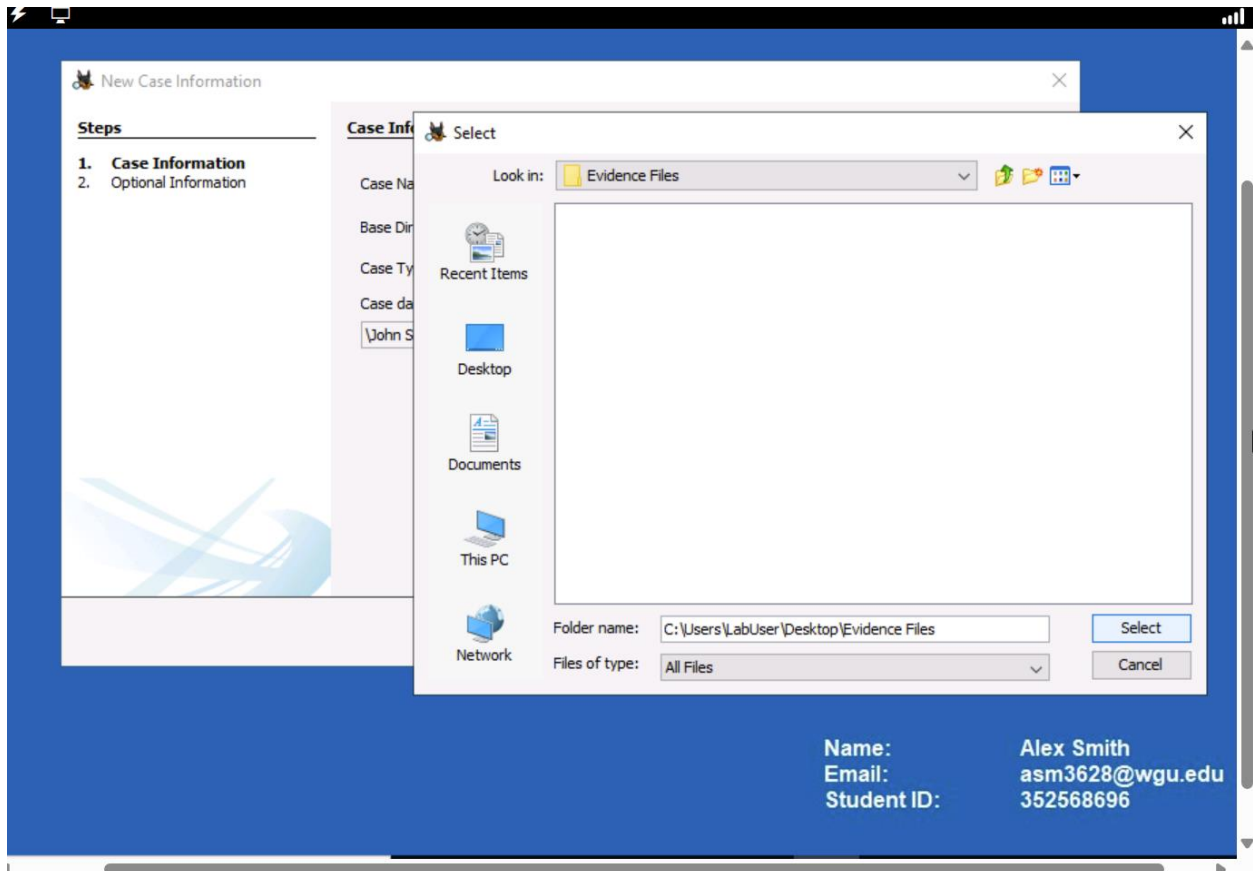 New Case Information
Steps
1. Case Information
2. Optional Information
Case Info
Case Na
Base Dir
Case Ty
Case da
\John S
Select
Look in:
Evidence Files
Recent Items
Desktop
Documents
This PC
Network
Folder name:
C:\Users\LabUser\Desktop\Evidence Files
Select
Files of type:
All Files
Cancel
Name: Alex Smith
Email: asm3628@wgu.edu
Student ID: 352568696